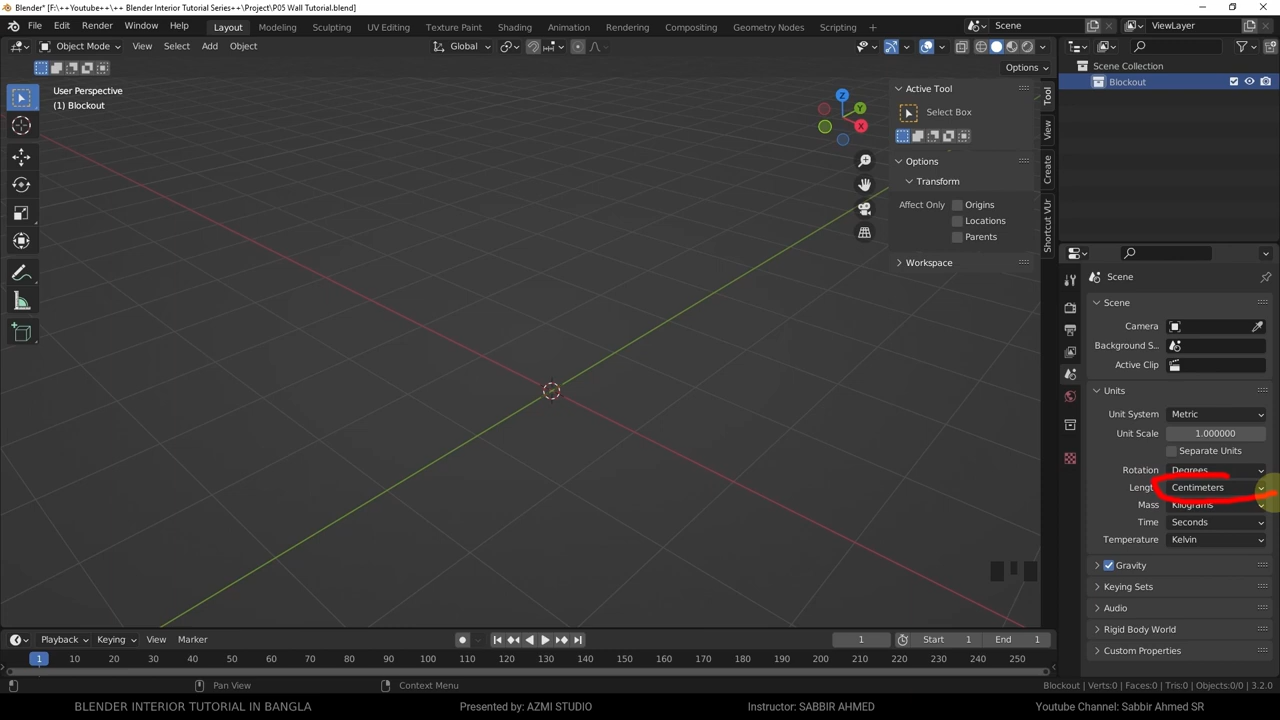 Blender* [F:\++Youtube++\++ Blender Interior Tutorial Series++\Project\P05 Wall Tutorial.blend]
File Edit Render Window Help Layout Modeling Sculpting UV Editing Texture Paint Shading Animation Rendering Compositing Geometry Nodes Scripting Scene ViewLayer
Object Mode View Select Add Object Global
Options
User Perspective
(1) Blockout
Z
Y
X
Active Tool
Select Box
Options
Transform
Affect Only Origins
Locations
Parents
Workspace
Tool
View
Create
Shortcut VUr
Scene Collection
Blockout
Scene
Scene
Camera
Background S...
Active Clip
Units
Unit System Metric
Unit Scale 1.000000
Separate Units
Rotation Degrees
Lengt Centimeters
Mass Kilograms
Time Seconds
Temperature Kelvin
Gravity
Keying Sets
Audio
Rigid Body World
Custom Properties
Playback Keying View Marker 1 Start 1 End 1
1 10 20 30 40 50 60 70 80 90 100 110 120 130 140 150 160 170 180 190 200 210 220 230 240 250
Pan View Context Menu Blockout | Verts:0 | Faces:0 | Tris:0 | Objects:0/0 | 3.2.0
BLENDER INTERIOR TUTORIAL IN BANGLA Presented by: AZMI STUDIO Instructor: SABBIR AHMED Youtube Channel: Sabbir Ahmed SR